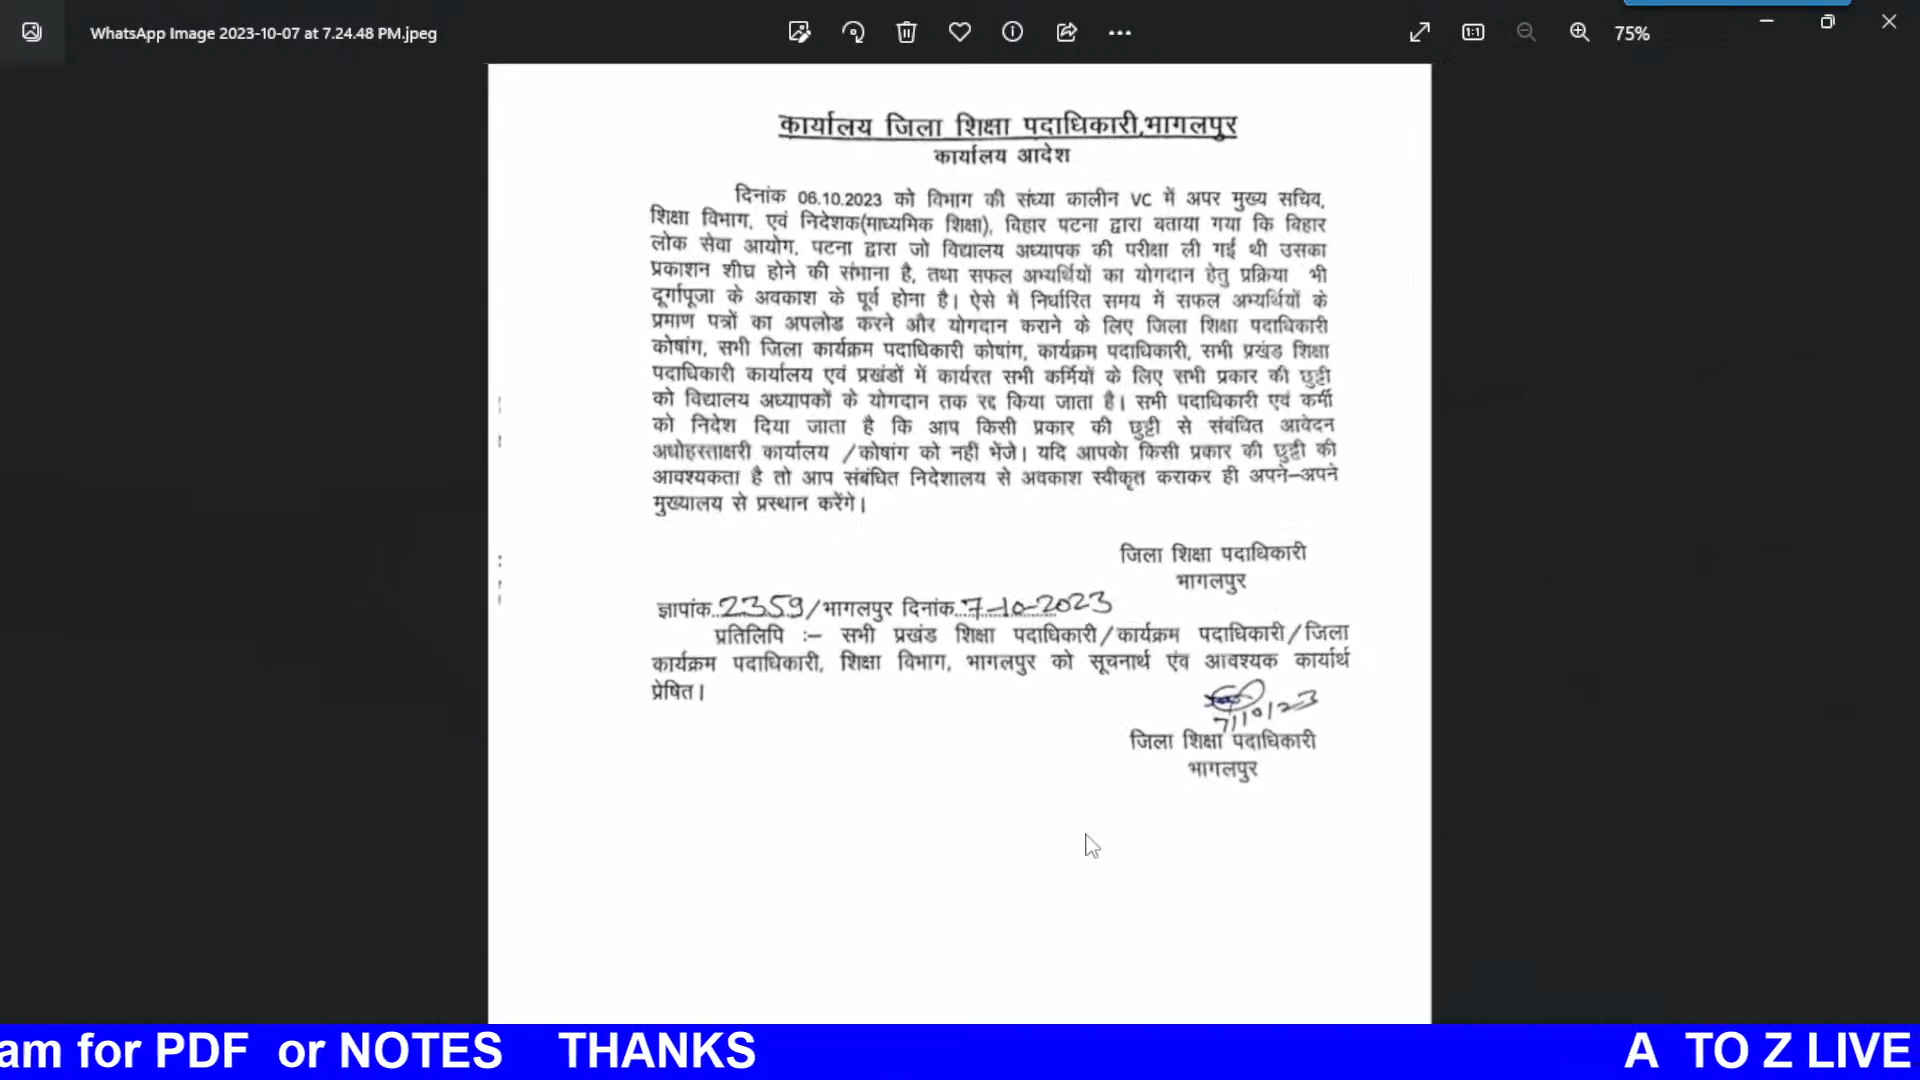 WhatsApp Image 2023-10-07 at 7.24.48 PM.jpeg
75%
कार्यालय जिला शिक्षा पदाधिकारी,भागलपुर
कार्यालय आदेश
दिनांक 06.10.2023 को विभाग की संध्या कालीन VC में अपर मुख्य सचिव,
शिक्षा विभाग, एवं निदेशक(माध्यमिक शिक्षा), बिहार पटना द्वारा बताया गया कि बिहार
लोक सेवा आयोग, पटना द्वारा जो विद्यालय अध्यापक की परीक्षा ली गई थी उसका
प्रकाशन शीघ्र होने की संभाना है, तथा सफल अभ्यर्थियों का योगदान हेतु प्रक्रिया भी
दूर्गापूजा के अवकाश के पूर्व होना है। ऐसे में निर्धारित समय में सफल अभ्यर्थियों के
प्रमाण पत्रों का अपलोड करने और योगदान कराने के लिए जिला शिक्षा पदाधिकारी
कोषांग, सभी जिला कार्यक्रम पदाधिकारी कोषांग, कार्यक्रम पदाधिकारी, सभी प्रखंड शिक्षा
पदाधिकारी कार्यालय एवं प्रखंडों में कार्यरत सभी कर्मियों के लिए सभी प्रकार की छुट्टी
को विद्यालय अध्यापकों के योगदान तक रद्द किया जाता है। सभी पदाधिकारी एवं कर्मी
को निदेश दिया जाता है कि आप किसी प्रकार की छुट्टी से संबंधित आवेदन
अधोहस्ताक्षरी कार्यालय /कोषांग को नहीं भेंजे। यदि आपको किसी प्रकार की छुट्टी की
आवश्यकता है तो आप संबंधित निदेशालय से अवकाश स्वीकृत कराकर ही अपने–अपने
मुख्यालय से प्रस्थान करेंगे।
जिला शिक्षा पदाधिकारी
भागलपुर
ज्ञापांक 2359/भागलपुर दिनांक 7-10-2023
प्रतिलिपि :– सभी प्रखंड शिक्षा पदाधिकारी/कार्यक्रम पदाधिकारी/जिला
कार्यक्रम पदाधिकारी, शिक्षा विभाग, भागलपुर को सूचनार्थ एंव आवश्यक कार्यार्थ
प्रेषित।
7/10/23
जिला शिक्षा पदाधिकारी
भागलपुर
am for PDF or NOTES THANKS A TO Z LIVE